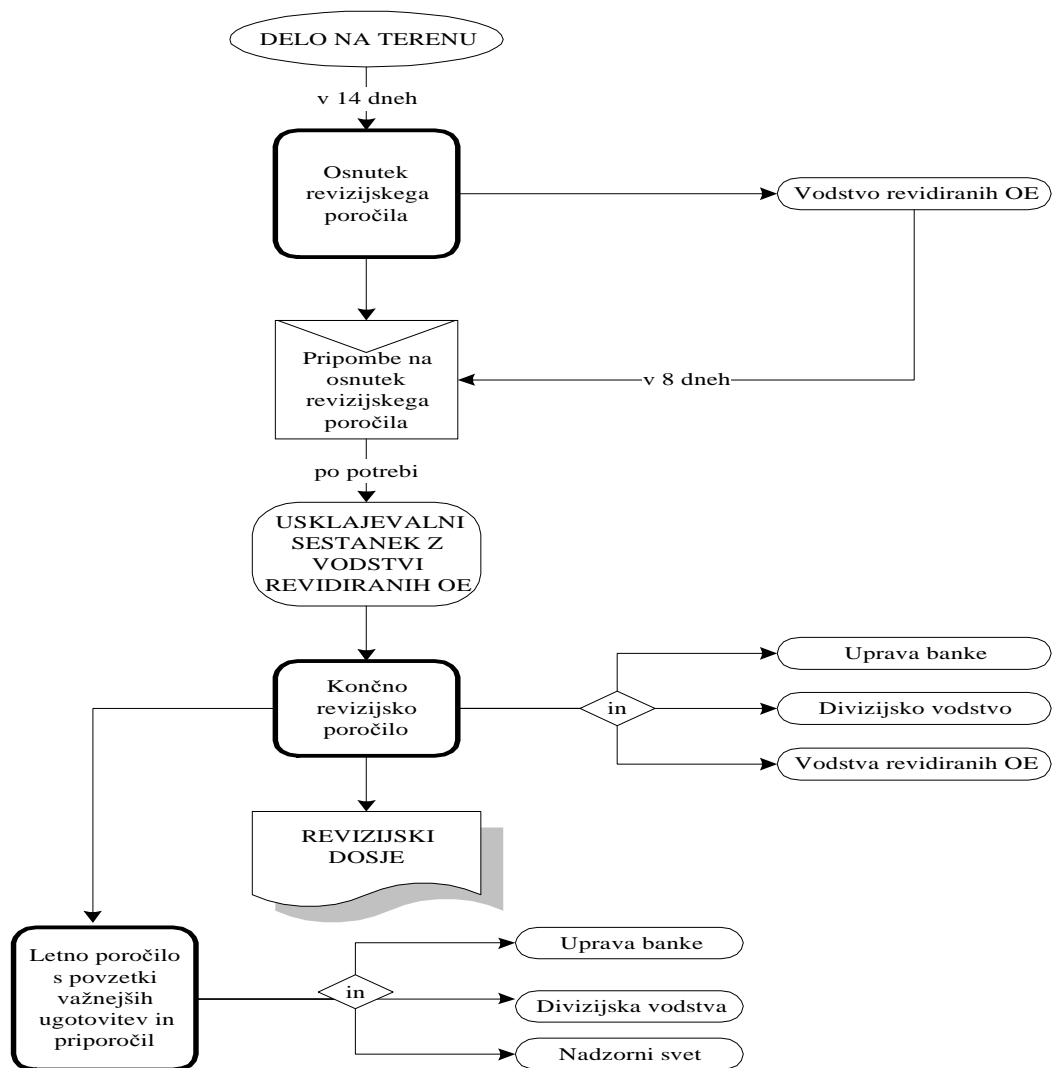 DELO NA TERENU
v 14 dneh
Osnutek
revizijskega
poročila
Vodstvo revidiranih OE
Pripombe na
osnutek
revizijskega
poročila
v 8 dneh
po potrebi
USKLAJEVALNI
SESTANEK Z
VODSTVI
REVIDIRANIH OE
Končno
revizijsko
poročilo
in
Uprava banke
Divizijsko vodstvo
Vodstva revidiranih OE
REVIZIJSKI
DOSJE
Letno poročilo
s povzetki
važnejših
ugotovitev in
priporočil
in
Uprava banke
Divizijska vodstva
Nadzorni svet